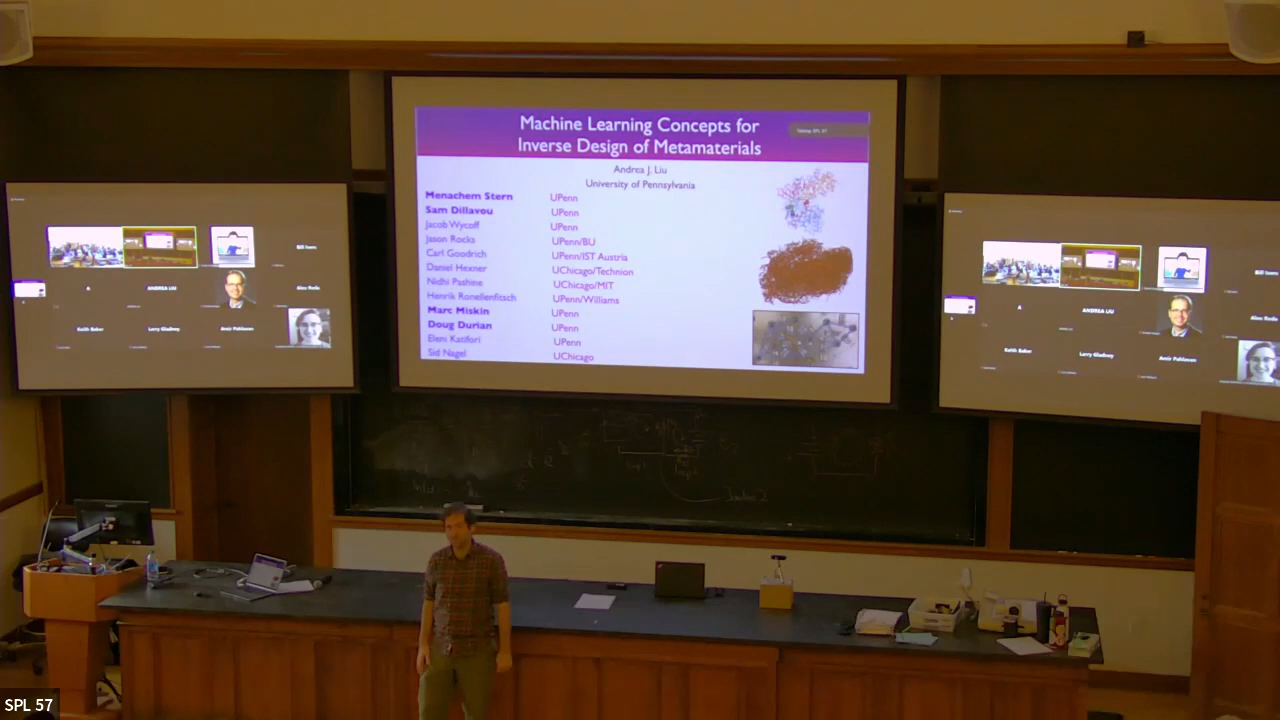 Machine Learning Concepts for
Inverse Design of Metamaterials
Andrea J. Liu
University of Pennsylvania
Menachem Stern UPenn
Sam Dillavou UPenn
Jacob Wycoff UPenn
Jason Rocks UPenn/BU
Carl Goodrich UPenn/IST Austria
Daniel Hexner UChicago/Technion
Nidhi Pashine UChicago/MIT
Henrik Ronellenfitsch UPenn/Williams
Marc Miskin UPenn
Doug Durian UPenn
Eleni Katifori UPenn
Sid Nagel UChicago
A ANDREA LIU
Keith Baker Larry Gladney Amir Pahlavan
A ANDREA LIU
Keith Baker Larry Gladney Amir Pahlavan
SPL 57